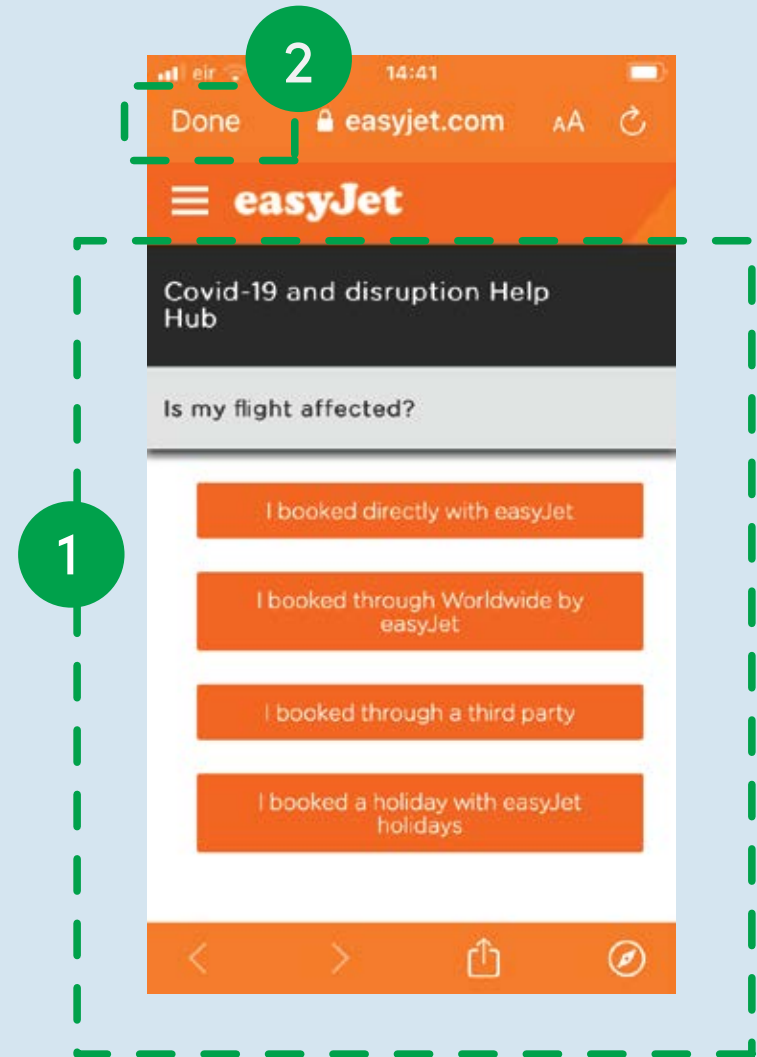 2
eir 14:41
Done easyjet.com AA
easyJet
Covid-19 and disruption Help
Hub
Is my flight affected?
1
I booked directly with easyJet
I booked through Worldwide by
easyJet
I booked through a third party
I booked a holiday with easyJet
holidays